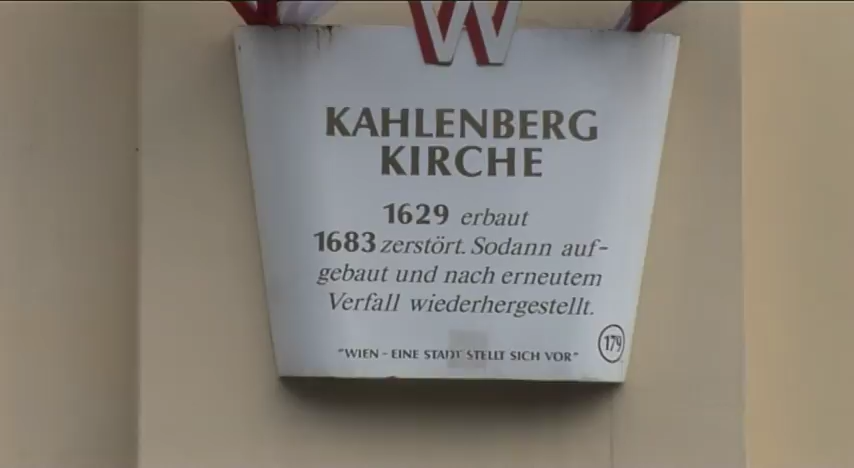 W
KAHLENBERG
KIRCHE
1629 erbaut
1683 zerstört. Sodann auf-
gebaut und nach erneutem
Verfall wiederhergestellt.
"WIEN - EINE STADT STELLT SICH VOR"
179